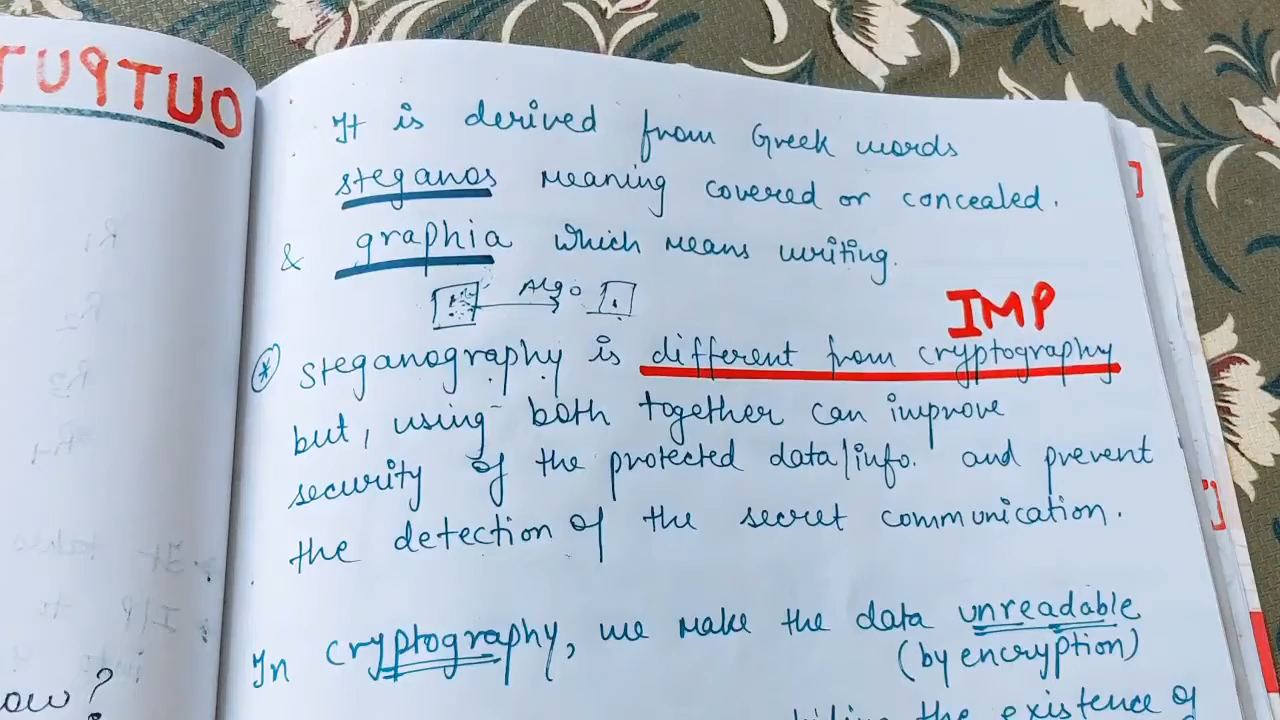 OUTPUT
It is derived from Greek words
steganos meaning covered or concealed.
& graphia which means writing.
Algo
IMP
* steganography is different from cryptography
but, using both together can improve
security of the protected data/info. and prevent
the detection of the secret communication.
In cryptography, we make the data unreadable
(by encryption)
the existence of
ow?